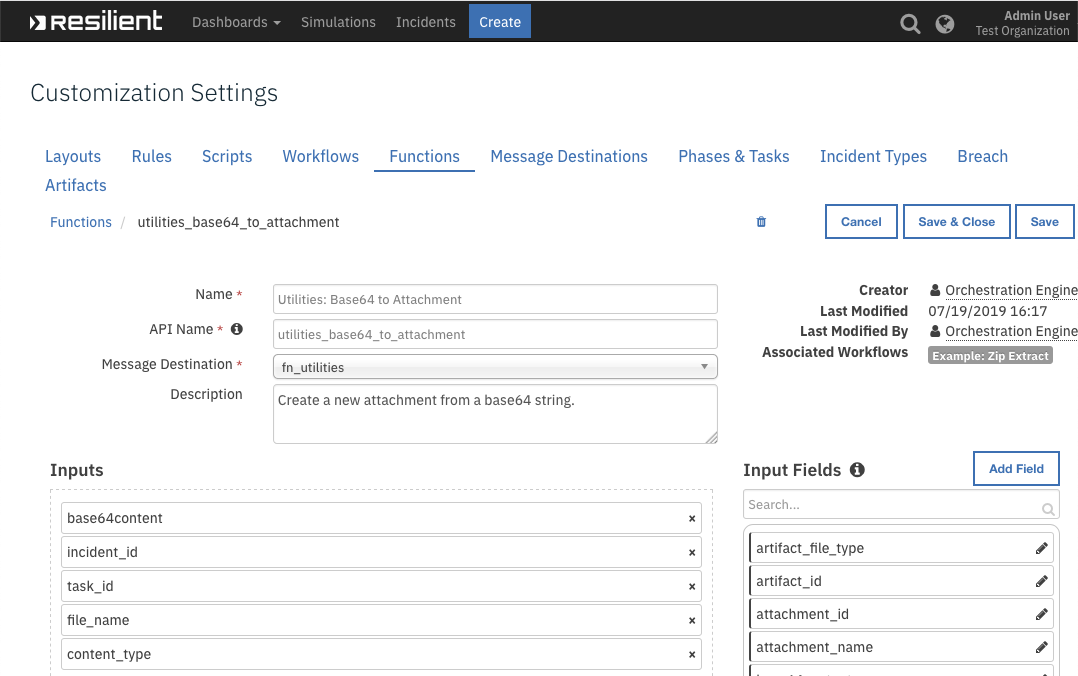 resilient Dashboards Simulations Incidents Create Admin User
Test Organization
Customization Settings
Layouts Rules Scripts Workflows Functions Message Destinations Phases & Tasks Incident Types Breach
Artifacts
Functions / utilities_base64_to_attachment Cancel Save & Close Save
Name * Utilities: Base64 to Attachment
API Name * utilities_base64_to_attachment
Message Destination * fn_utilities
Description Create a new attachment from a base64 string.
Creator Orchestration Engine
Last Modified 07/19/2019 16:17
Last Modified By Orchestration Engine
Associated Workflows Example: Zip Extract
Inputs
base64content ×
incident_id ×
task_id ×
file_name ×
content_type ×
Input Fields Add Field
Search...
artifact_file_type
artifact_id
attachment_id
attachment_name